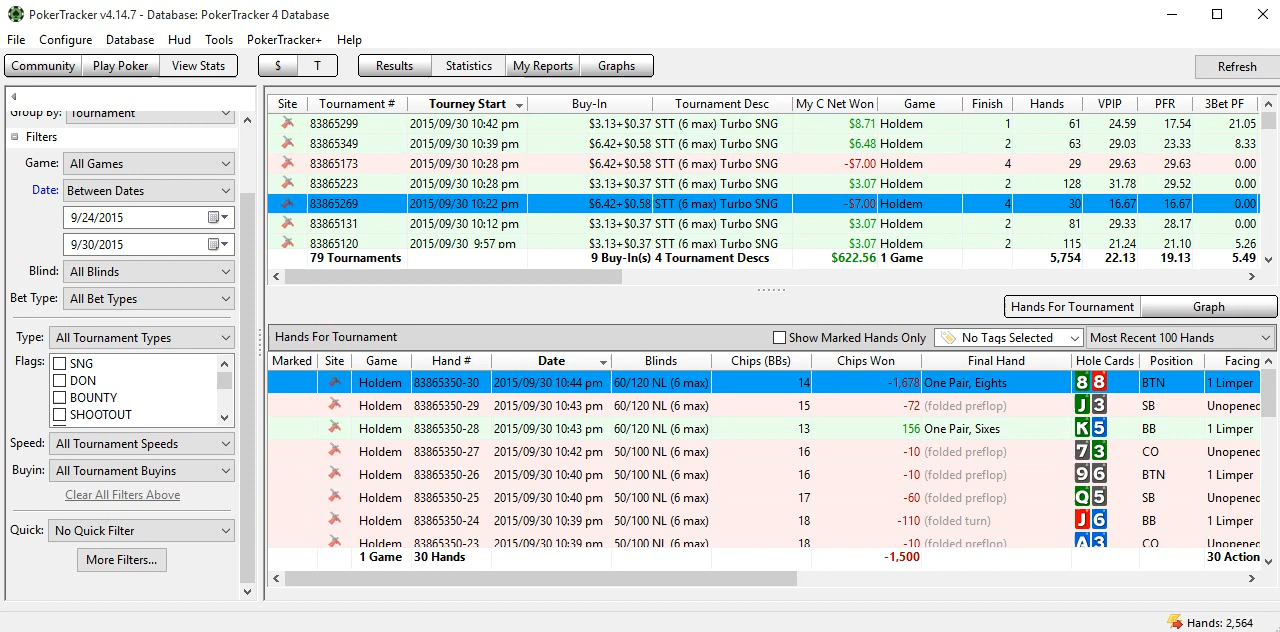 PokerTracker v4.14.7 - Database: PokerTracker 4 Database
File Configure Database Hud Tools PokerTracker+ Help
Community Play Poker View Stats $ T Results Statistics My Reports Graphs Refresh
Group by: Tournament
Filters
Game: All Games
Date: Between Dates
9/24/2015
9/30/2015
Blind: All Blinds
Bet Type: All Bet Types
Type: All Tournament Types
Flags: SNG
DON
BOUNTY
SHOOTOUT
Speed: All Tournament Speeds
Buyin: All Tournament Buyins
Clear All Filters Above
Quick: No Quick Filter
More Filters...
Site Tournament # Tourney Start Buy-In Tournament Desc My C Net Won Game Finish Hands VPIP PFR 3Bet PF
83865299 2015/09/30 10:42 pm $3.13+$0.37 STT (6 max) Turbo SNG $8.71 Holdem 1 61 24.59 17.54 21.05
83865349 2015/09/30 10:39 pm $6.42+$0.58 STT (6 max) Turbo SNG $6.48 Holdem 2 63 29.03 23.33 8.33
83865173 2015/09/30 10:28 pm $6.42+$0.58 STT (6 max) Turbo SNG -$7.00 Holdem 4 29 29.63 29.63 0.00
83865223 2015/09/30 10:28 pm $3.13+$0.37 STT (6 max) Turbo SNG $3.07 Holdem 2 128 31.78 29.52 0.00
83865269 2015/09/30 10:22 pm $6.42+$0.58 STT (6 max) Turbo SNG -$7.00 Holdem 4 30 16.67 16.67 0.00
83865131 2015/09/30 10:12 pm $3.13+$0.37 STT (6 max) Turbo SNG $3.07 Holdem 2 81 29.33 28.17 0.00
83865120 2015/09/30 9:57 pm $3.13+$0.37 STT (6 max) Turbo SNG $3.07 Holdem 2 115 21.24 21.10 5.26
79 Tournaments 9 Buy-In(s) 4 Tournament Descs $622.56 1 Game 5,754 22.13 19.13 5.49
Hands For Tournament Graph
Hands For Tournament Show Marked Hands Only No Tags Selected Most Recent 100 Hands
Marked Site Game Hand # Date Blinds Chips (BBs) Chips Won Final Hand Hole Cards Position Facing
Holdem 83865350-30 2015/09/30 10:44 pm 60/120 NL (6 max) 14 -1,678 One Pair, Eights 8 8 BTN 1 Limper
Holdem 83865350-29 2015/09/30 10:43 pm 60/120 NL (6 max) 15 -72 (folded preflop) J 3 SB Unopened
Holdem 83865350-28 2015/09/30 10:43 pm 60/120 NL (6 max) 13 156 One Pair, Sixes K 5 BB 1 Limper
Holdem 83865350-27 2015/09/30 10:42 pm 50/100 NL (6 max) 16 -10 (folded preflop) 7 3 CO Unopened
Holdem 83865350-26 2015/09/30 10:40 pm 50/100 NL (6 max) 16 -10 (folded preflop) 9 6 BTN 1 Limper
Holdem 83865350-25 2015/09/30 10:40 pm 50/100 NL (6 max) 17 -60 (folded preflop) Q 5 SB Unopened
Holdem 83865350-24 2015/09/30 10:39 pm 50/100 NL (6 max) 18 -110 (folded turn) J 6 BB 1 Limper
Holdem 83865350-23 2015/09/30 10:39 pm 50/100 NL (6 max) 18 -10 (folded preflop) A 3 CO Unopened
1 Game 30 Hands -1,500 30 Action
Hands: 2,564